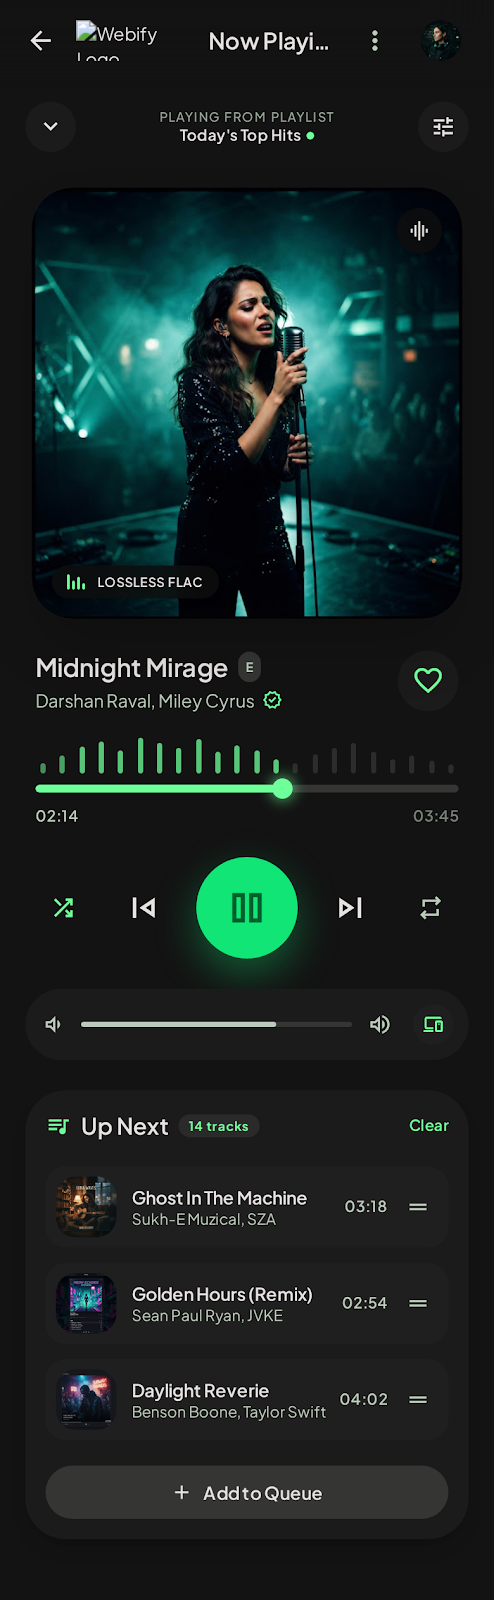 Webify
Logo
Now Playi...
PLAYING FROM PLAYLIST
Today's Top Hits
LOSSLESS FLAC
Midnight Mirage E
Darshan Raval, Miley Cyrus
02:14 03:45
Up Next 14 tracks Clear
Ghost In The Machine
Sukh-E Muzical, SZA
03:18
Golden Hours (Remix)
Sean Paul Ryan, JVKE
02:54
Daylight Reverie
Benson Boone, Taylor Swift
04:02
+ Add to Queue